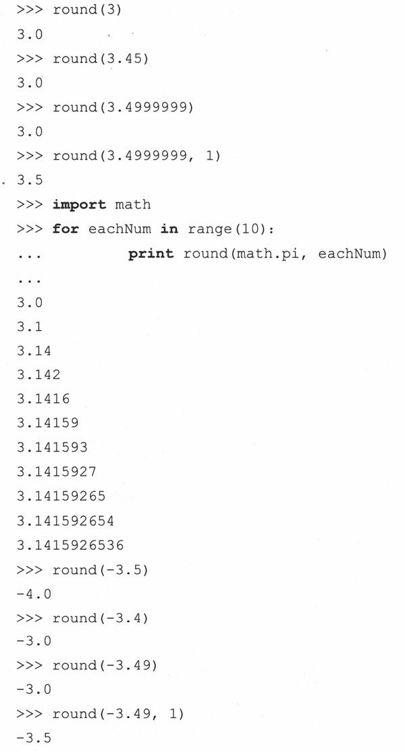 >>> round(3)
3.0
>>> round(3.45)
3.0
>>> round(3.4999999)
3.0
>>> round(3.4999999, 1)
3.5
>>> import math
>>> for eachNum in range(10):
...         print round(math.pi, eachNum)
...
3.0
3.1
3.14
3.142
3.1416
3.14159
3.141593
3.1415927
3.14159265
3.141592654
3.1415926536
>>> round(-3.5)
-4.0
>>> round(-3.4)
-3.0
>>> round(-3.49)
-3.0
>>> round(-3.49, 1)
-3.5